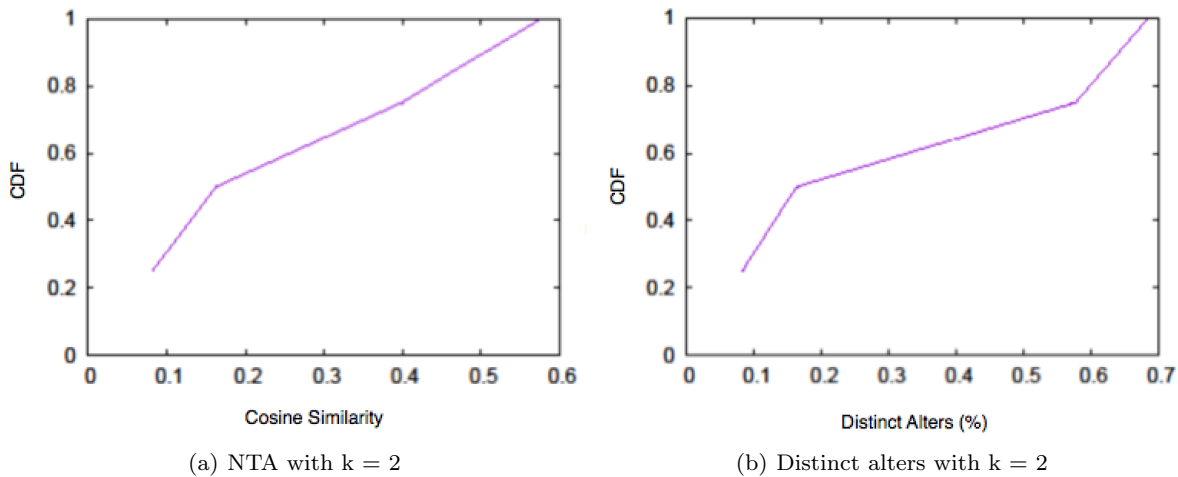 1
0.8
0.6
0.4
0.2
0
CDF
0 0.1 0.2 0.3 0.4 0.5 0.6
Cosine Similarity
(a) NTA with k = 2
1
0.8
0.6
0.4
0.2
0
CDF
0 0.1 0.2 0.3 0.4 0.5 0.6 0.7
Distinct Alters (%)
(b) Distinct alters with k = 2